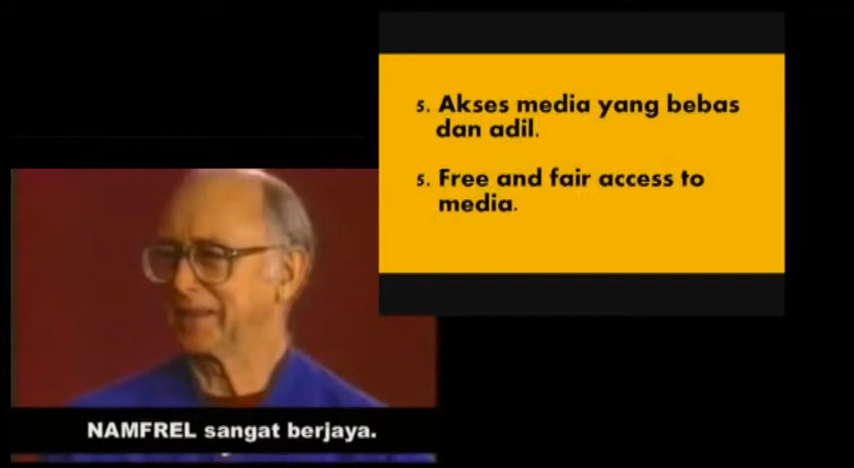 5. Akses media yang bebas
dan adil.
5. Free and fair access to
media.
NAMFREL sangat berjaya.